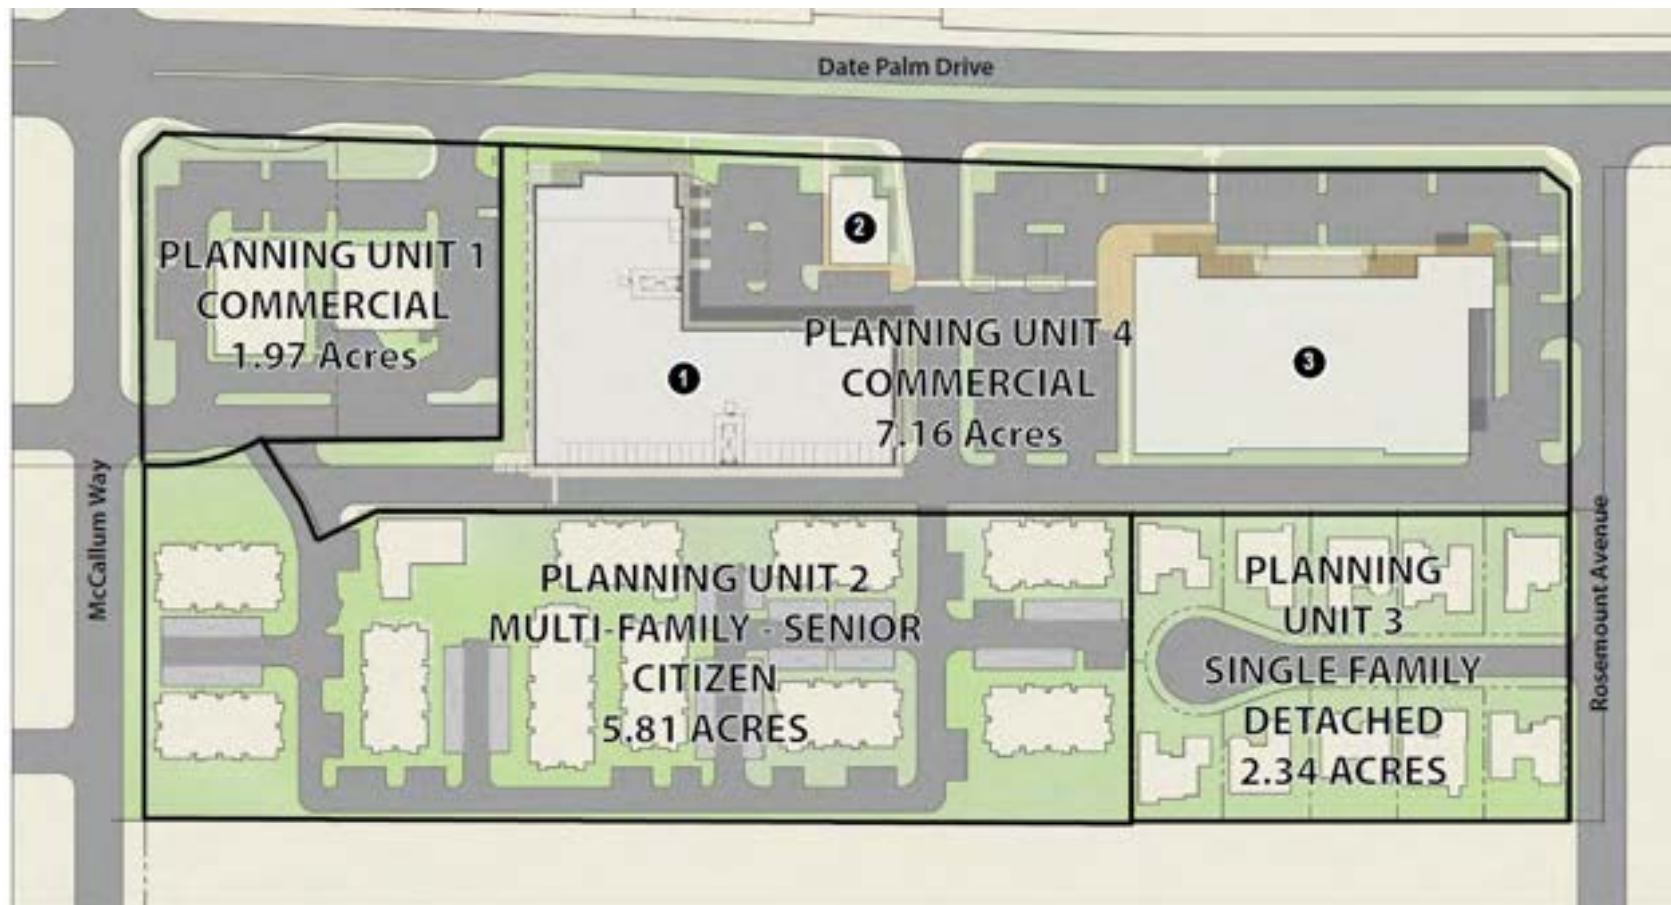 Date Palm Drive
PLANNING UNIT 1
COMMERCIAL
1.97 Acres
2
1
PLANNING UNIT 4
COMMERCIAL
7.16 Acres
3
McCallum Way
PLANNING UNIT 2
MULTI-FAMILY - SENIOR
CITIZEN
5.81 ACRES
PLANNING
UNIT 3
SINGLE FAMILY
DETACHED
2.34 ACRES
Rosemount Avenue